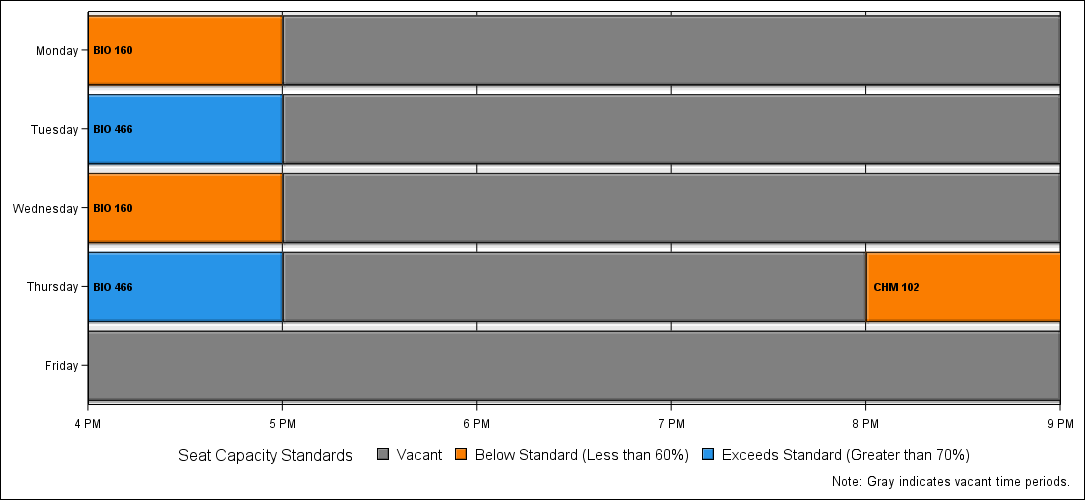 Monday BIO 160
Tuesday BIO 466
Wednesday BIO 160
Thursday BIO 466 CHM 102
Friday
4 PM 5 PM 6 PM 7 PM 8 PM 9 PM
Seat Capacity Standards Vacant Below Standard (Less than 60%) Exceeds Standard (Greater than 70%)
Note: Gray indicates vacant time periods.